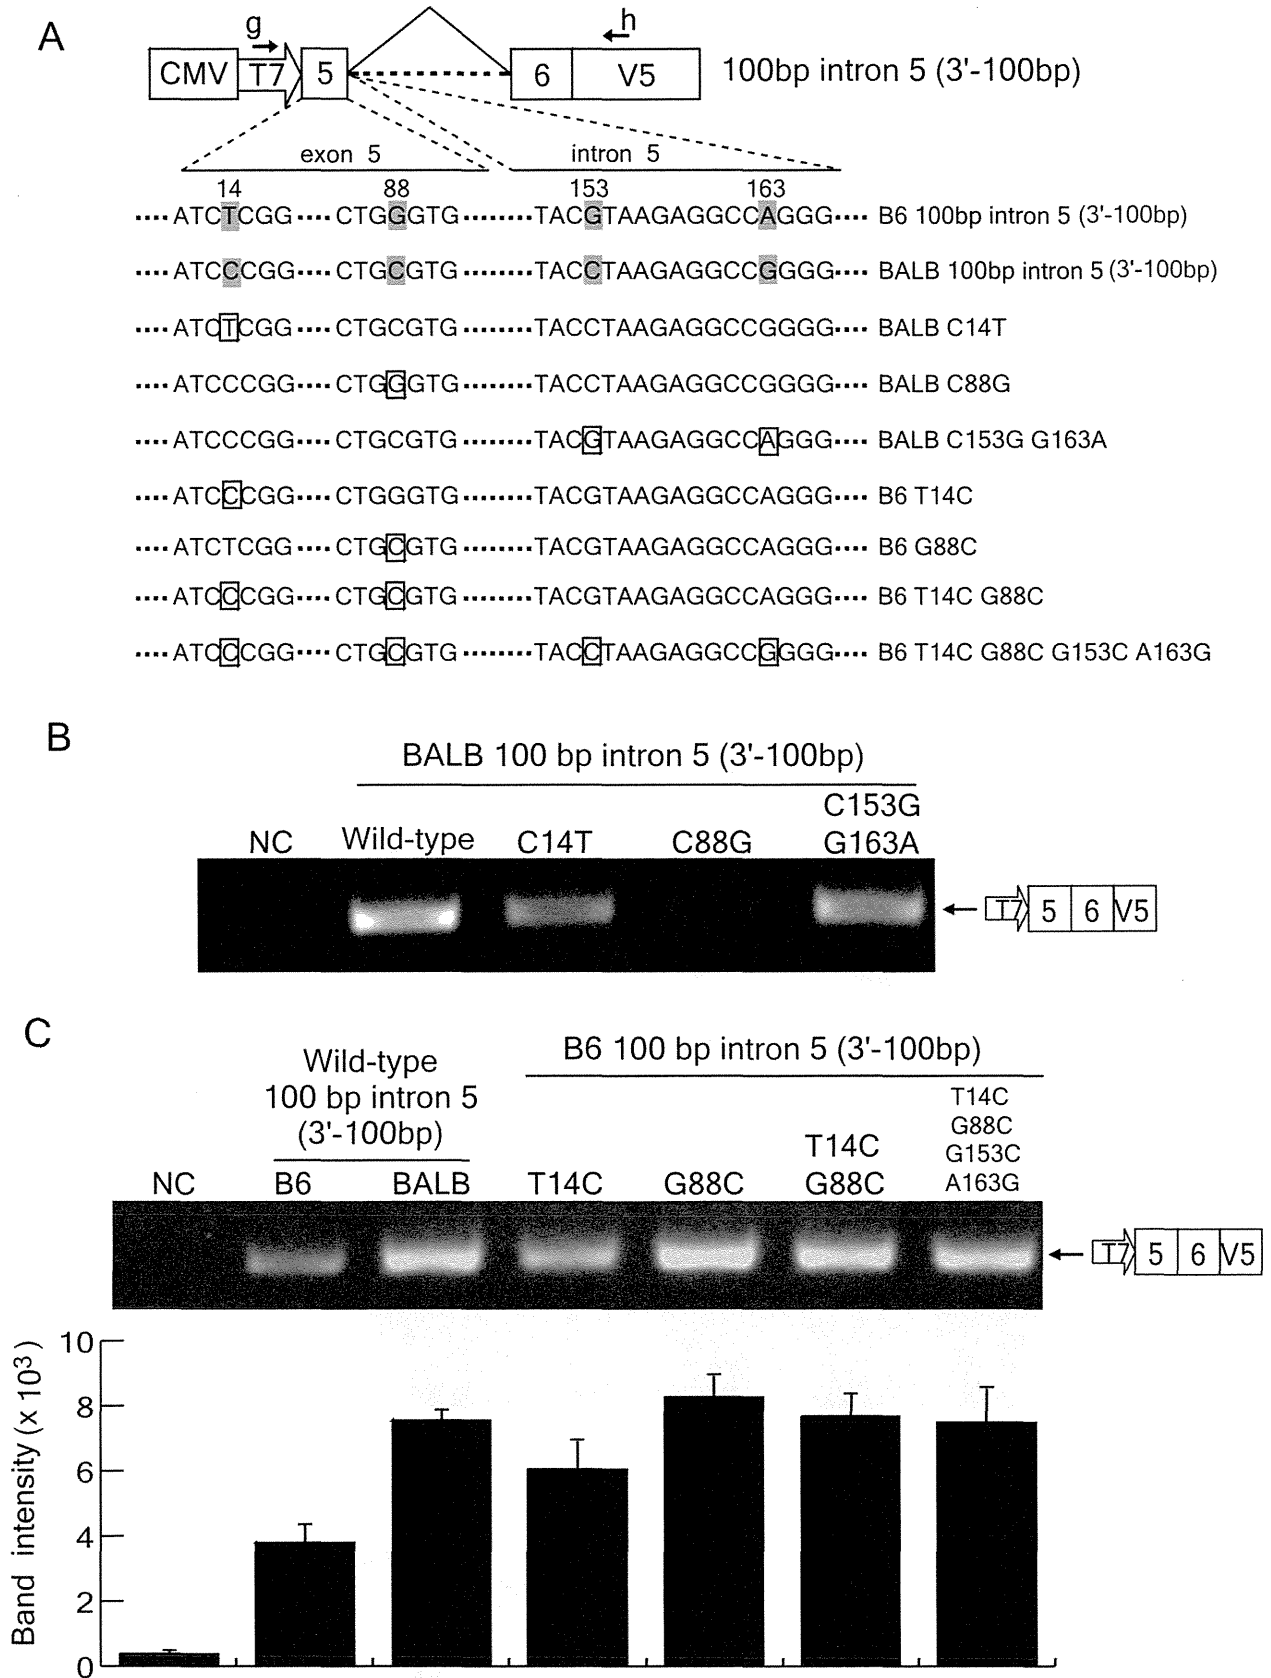 A
g
h
CMV T7 5 6 V5 100bp intron 5 (3'-100bp)
exon 5 intron 5
14 88 153 163
···· ATCTCGG ···· CTGGGTG ········ TACGTAAGAGGCCAGGG ···· B6 100bp intron 5 (3'-100bp)
···· ATCCCGG ···· CTGCGTG ········ TACCTAAGAGGCCGGGG ···· BALB 100bp intron 5 (3'-100bp)
···· ATCTCGG ···· CTGCGTG ········ TACCTAAGAGGCCGGGG ···· BALB C14T
···· ATCCCGG ···· CTGGGTG ········ TACCTAAGAGGCCGGGG ···· BALB C88G
···· ATCCCGG ···· CTGCGTG ········ TACGTAAGAGGCCAGGG ···· BALB C153G G163A
···· ATCCCGG ···· CTGGGTG ········ TACGTAAGAGGCCAGGG ···· B6 T14C
···· ATCTCGG ···· CTGCGTG ········ TACGTAAGAGGCCAGGG ···· B6 G88C
···· ATCCCGG ···· CTGCGTG ········ TACGTAAGAGGCCAGGG ···· B6 T14C G88C
···· ATCCCGG ···· CTGCGTG ········ TACCTAAGAGGCCGGGG ···· B6 T14C G88C G153C A163G
B
BALB 100 bp intron 5 (3'-100bp)
C153G
NC Wild-type C14T C88G G163A
T7 5 6 V5
C
B6 100 bp intron 5 (3'-100bp)
Wild-type
100 bp intron 5
(3'-100bp)
T14C
G88C
T14C G153C
NC B6 BALB T14C G88C G88C A163G
T7 5 6 V5
Band intensity (x 10³)
10
8
6
4
2
0